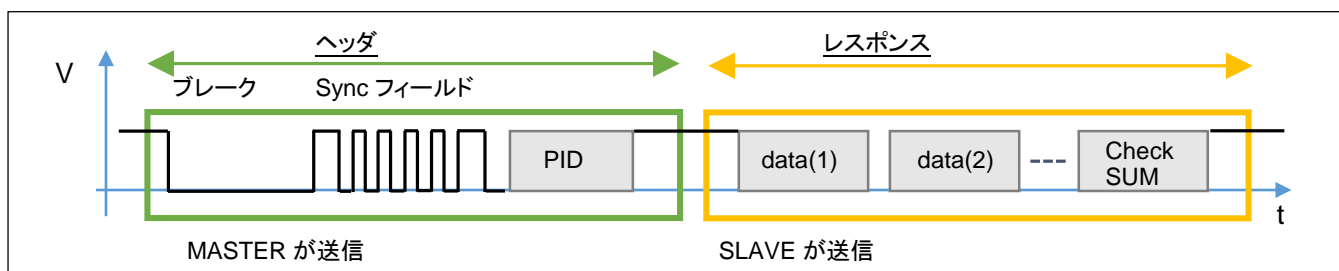 ヘッダ
レスポンス
V
ブレーク
Sync フィールド
PID
data(1)
data(2)
Check
SUM
t
MASTER が送信
SLAVE が送信